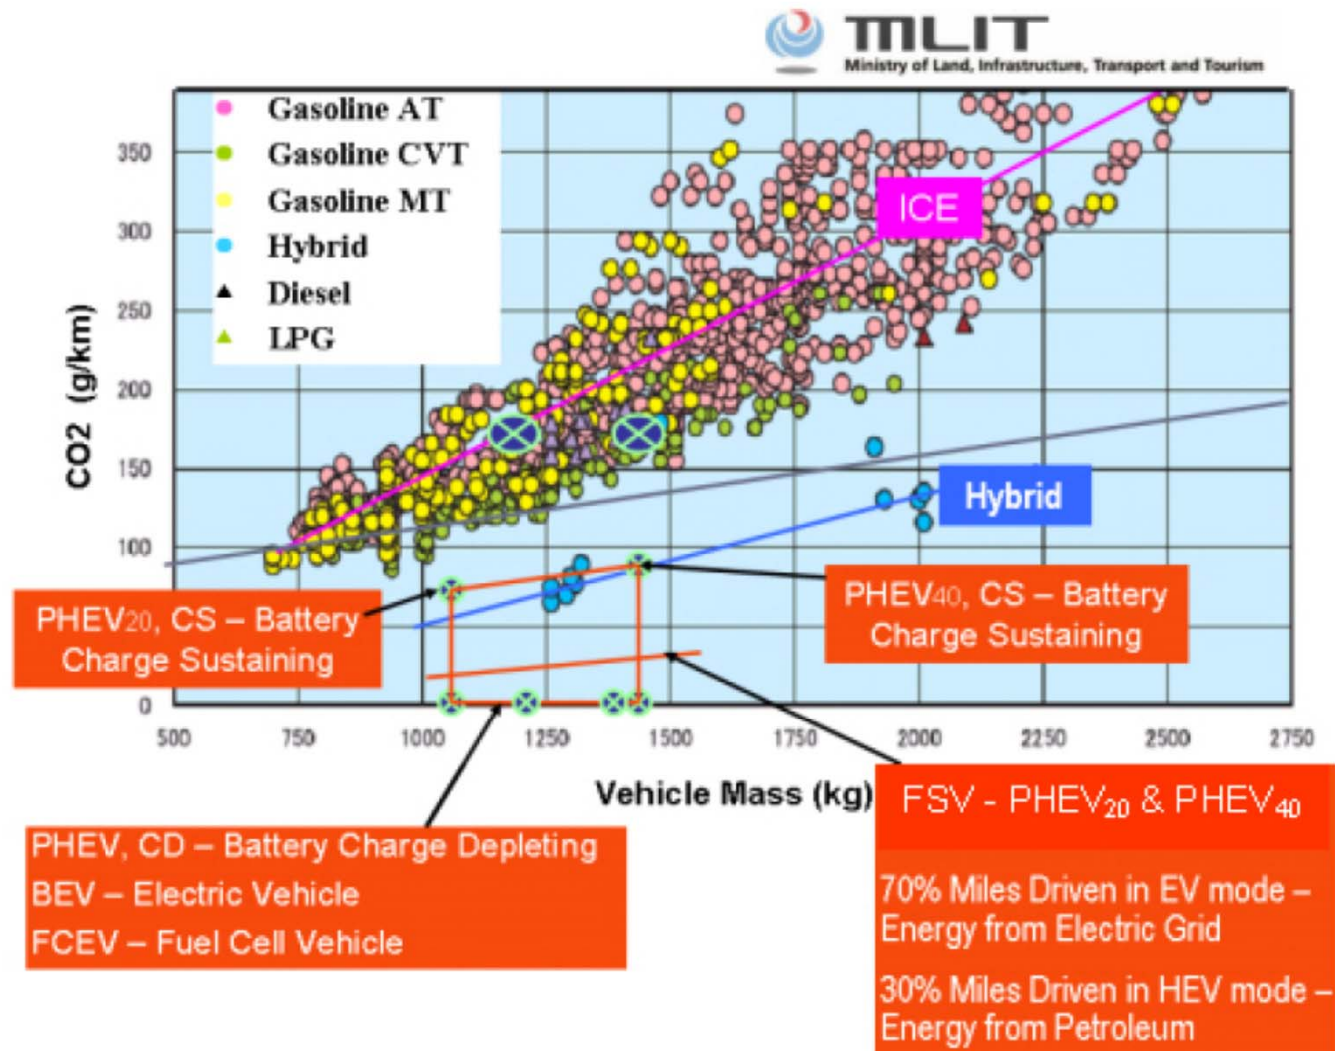 MLIT
Ministry of Land, Infrastructure, Transport and Tourism
Gasoline AT
Gasoline CVT
Gasoline MT
Hybrid
Diesel
LPG
350
300
250
200
150
100
0
CO2 (g/km)
ICE
Hybrid
PHEV20, CS – Battery
Charge Sustaining
PHEV40, CS – Battery
Charge Sustaining
500
750
1000
1250
1500
1750
2000
2250
2500
2750
Vehicle Mass (kg)
PHEV, CD – Battery Charge Depleting
BEV – Electric Vehicle
FCEV – Fuel Cell Vehicle
FSV - PHEV20 & PHEV40
70% Miles Driven in EV mode –
Energy from Electric Grid
30% Miles Driven in HEV mode –
Energy from Petroleum